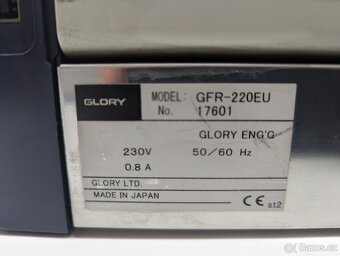 GLORY
MODEL: GFR-220EU
No. 17601
GLORY ENG'G
230V 50/60 Hz
0.8 A
GLORY LTD.
MADE IN JAPAN
CE st2
Bazos.cz